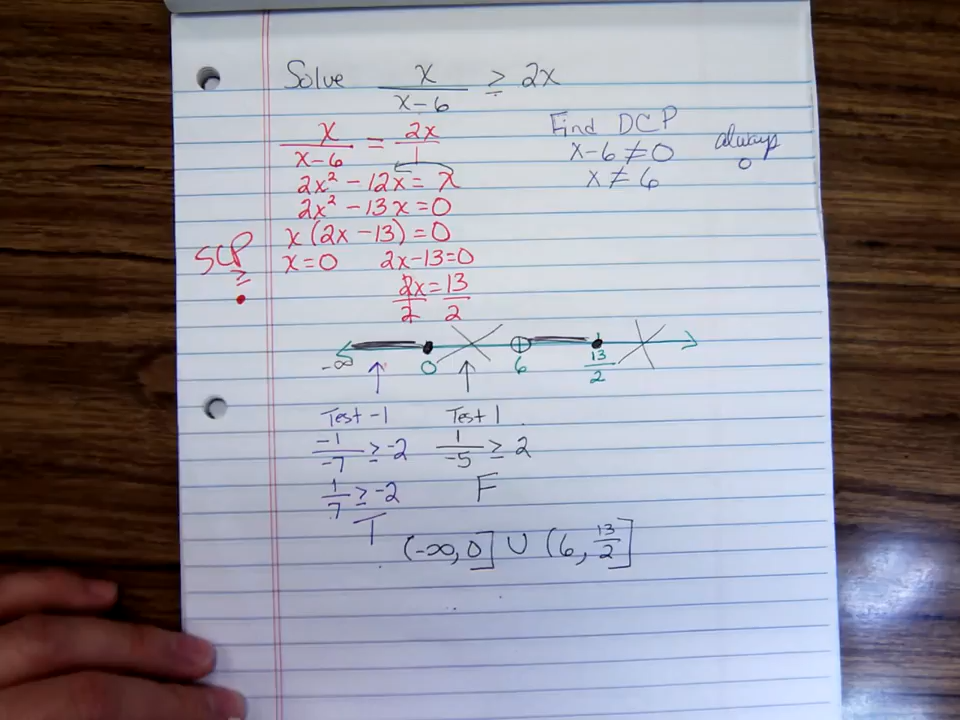 Solve x/(x-6) ≥ 2x
x/(x-6) = 2x/1
2x² - 12x = x
2x² - 13x = 0
x(2x - 13) = 0
SCP ≥ •
x = 0 2x - 13 = 0
2x/2 = 13/2
Find DCP
x - 6 ≠ 0
x ≠ 6
always o
-∞ 0 6 13/2
Test -1
-1/-7 ≥ -2
1/7 ≥ -2
T
Test 1
1/-5 ≥ 2
F
(-∞, 0] ∪ (6, 13/2]